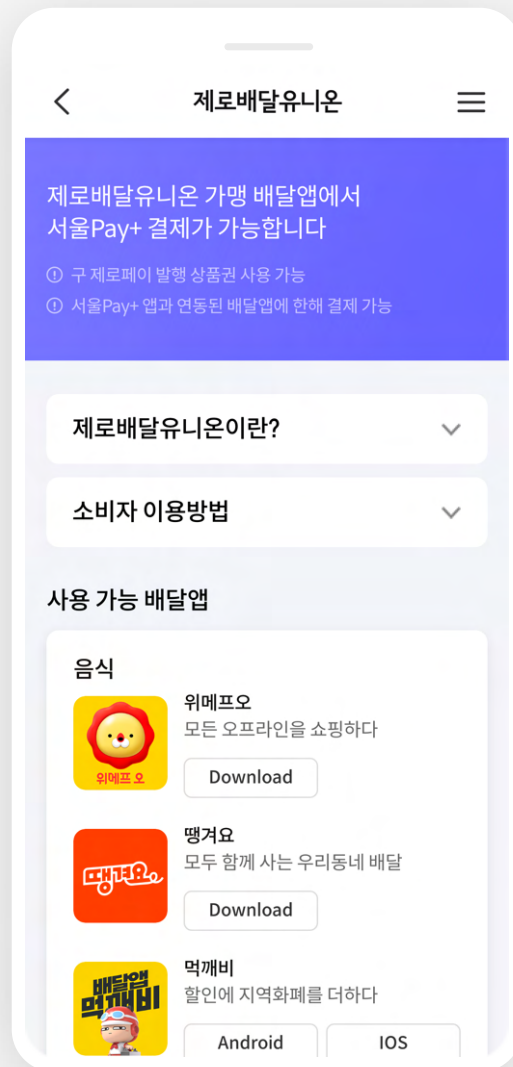 제로배달유니온
제로배달유니온 가맹 배달앱에서
서울Pay+ 결제가 가능합니다
구 제로페이 발행 상품권 사용 가능
서울Pay+ 앱과 연동된 배달앱에 한해 결제 가능
제로배달유니온이란?
소비자 이용방법
사용 가능 배달앱
음식
위메프오
모든 오프라인을 쇼핑하다
위메프 오
Download
땡겨요
모두 함께 사는 우리동네 배달
땡겨요
Download
먹깨비
할인에 지역화폐를 더하다
배달앱
먹깨비
Android
IOS